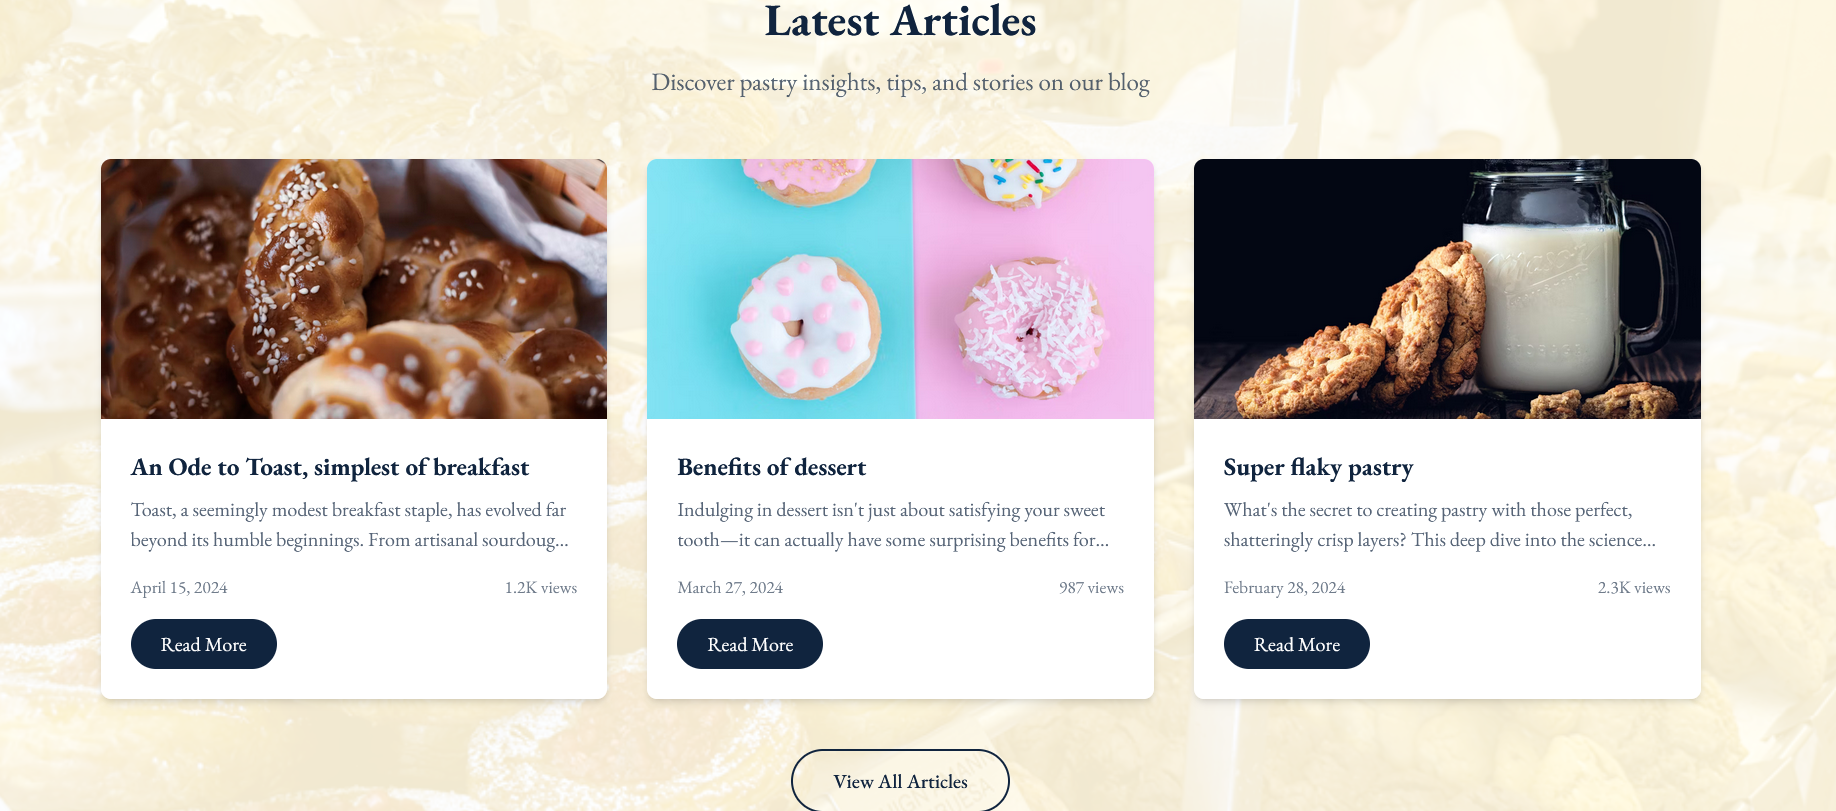 Latest Articles
Discover pastry insights, tips, and stories on our blog
An Ode to Toast, simplest of breakfast
Toast, a seemingly modest breakfast staple, has evolved far
beyond its humble beginnings. From artisanal sourdoug...
April 15, 2024
1.2K views
Read More
Benefits of dessert
Indulging in dessert isn't just about satisfying your sweet
tooth—it can actually have some surprising benefits for...
March 27, 2024
987 views
Read More
Super flaky pastry
What's the secret to creating pastry with those perfect,
shatteringly crisp layers? This deep dive into the science...
February 28, 2024
2.3K views
Read More
View All Articles